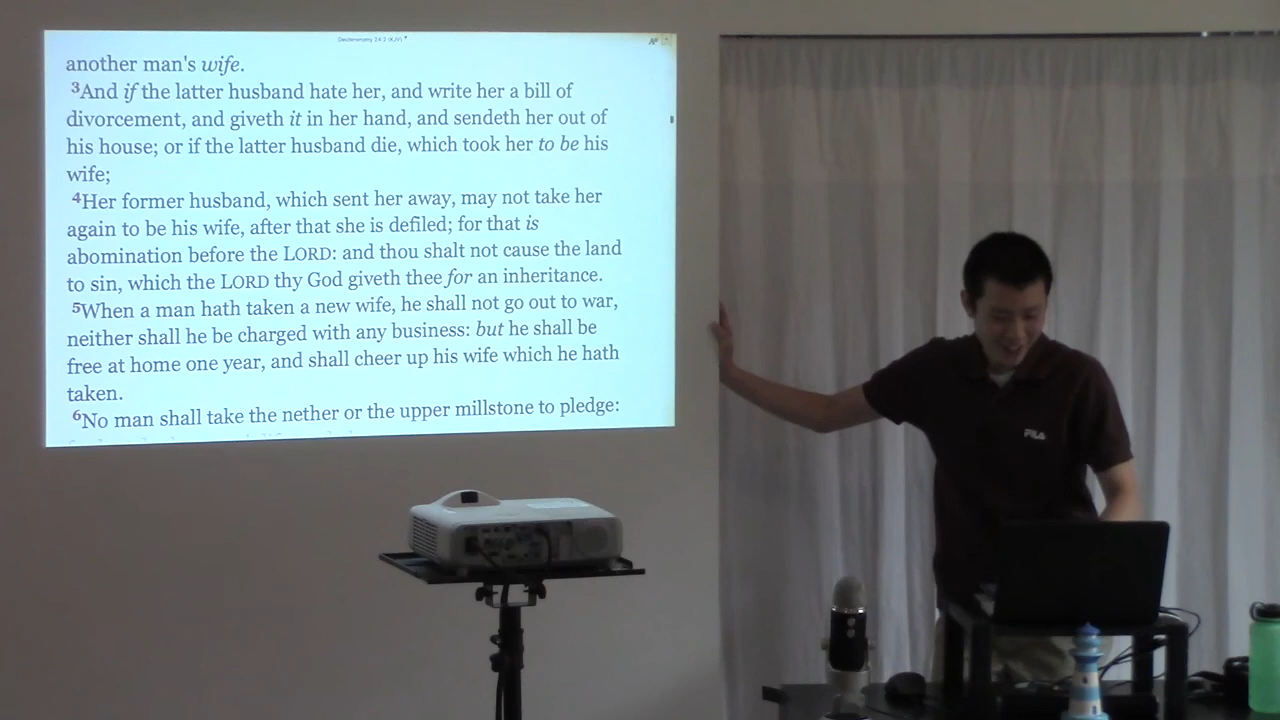 Deuteronomy 24:2 (KJV)
another man's wife.
3And if the latter husband hate her, and write her a bill of
divorcement, and giveth it in her hand, and sendeth her out of
his house; or if the latter husband die, which took her to be his
wife;
4Her former husband, which sent her away, may not take her
again to be his wife, after that she is defiled; for that is
abomination before the LORD: and thou shalt not cause the land
to sin, which the LORD thy God giveth thee for an inheritance.
5When a man hath taken a new wife, he shall not go out to war,
neither shall he be charged with any business: but he shall be
free at home one year, and shall cheer up his wife which he hath
taken.
6No man shall take the nether or the upper millstone to pledge:
FILA